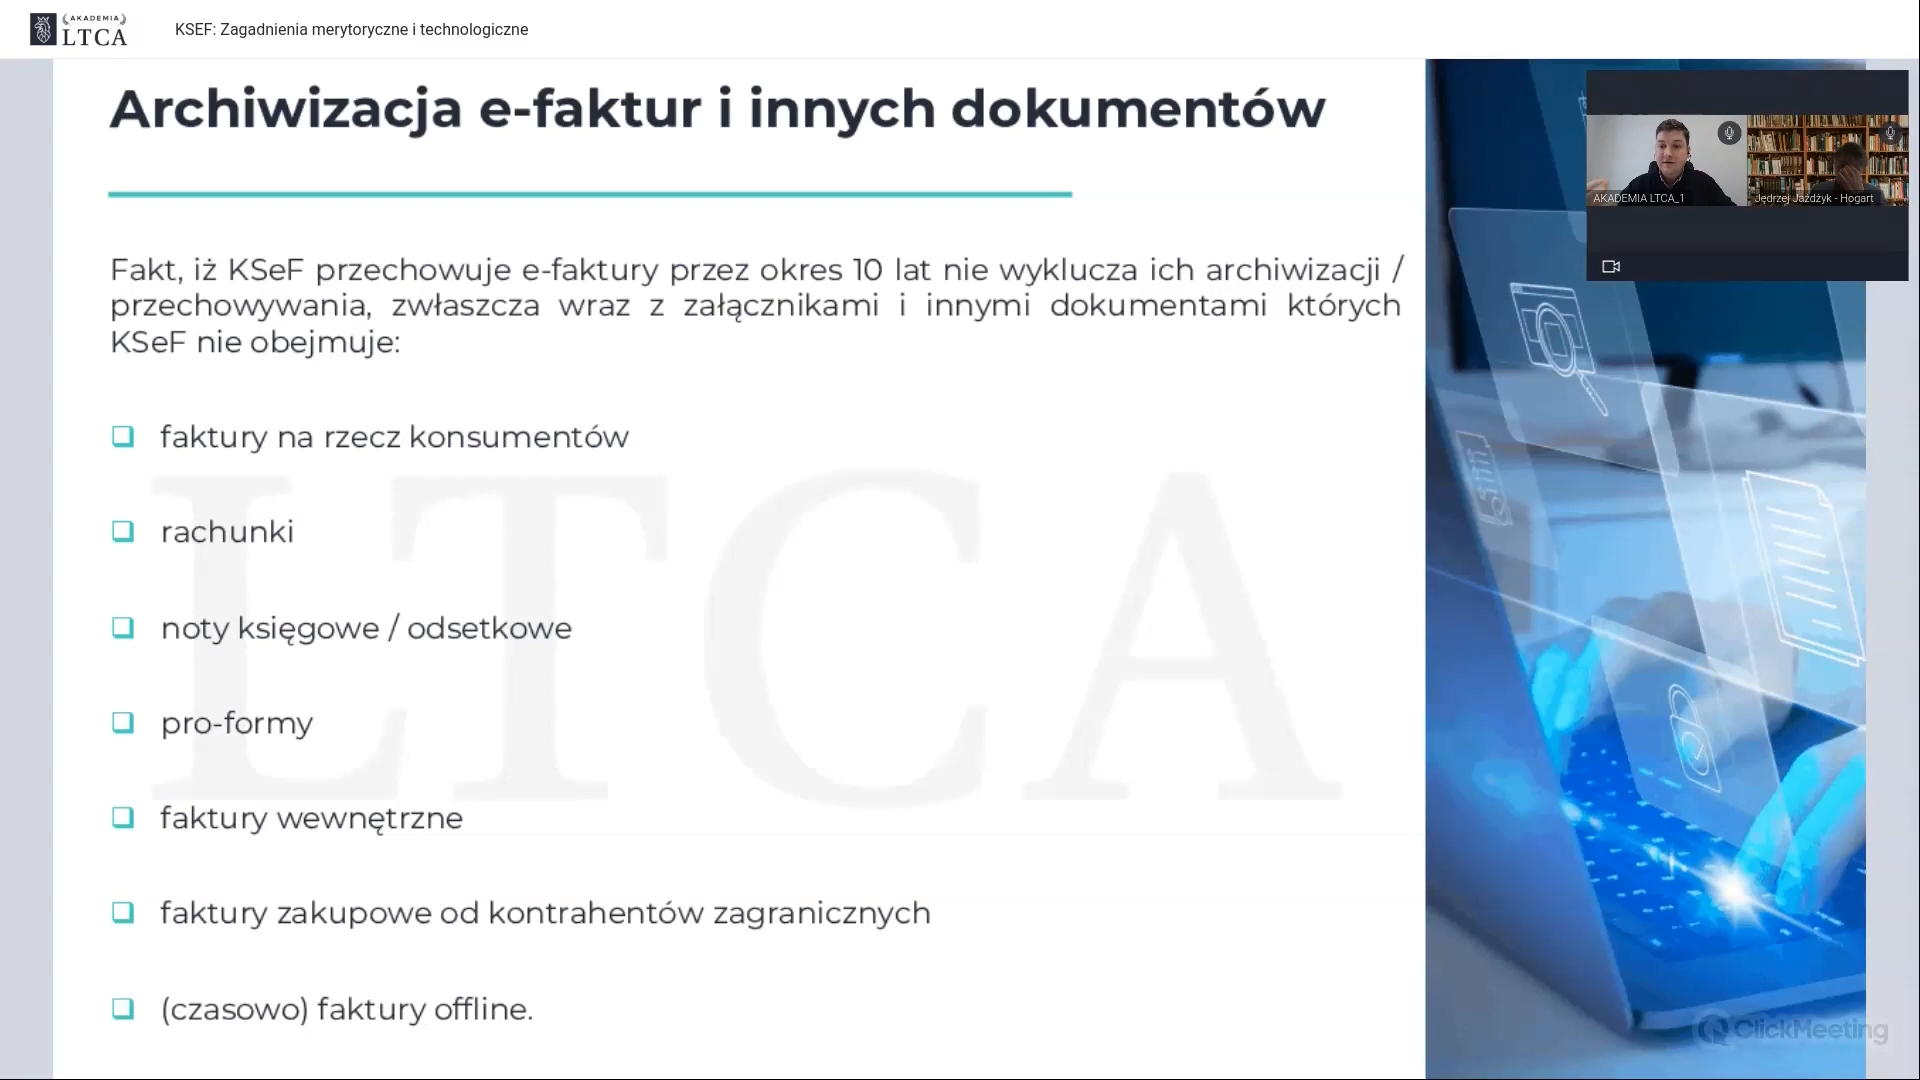 AKADEMIA
LTCA
KSEF: Zagadnienia merytoryczne i technologiczne
Archiwizacja e-faktur i innych dokumentów
AKADEMIA LTCA_1
Jędrzej Jażdżyk - Hogart
Fakt, iż KSeF przechowuje e-faktury przez okres 10 lat nie wyklucza ich archiwizacji /
przechowywania, zwłaszcza wraz z załącznikami i innymi dokumentami których
KSeF nie obejmuje:
faktury na rzecz konsumentów
rachunki
noty księgowe / odsetkowe
pro-formy
faktury wewnętrzne
faktury zakupowe od kontrahentów zagranicznych
(czasowo) faktury offline.
LTCA
ClickMeeting